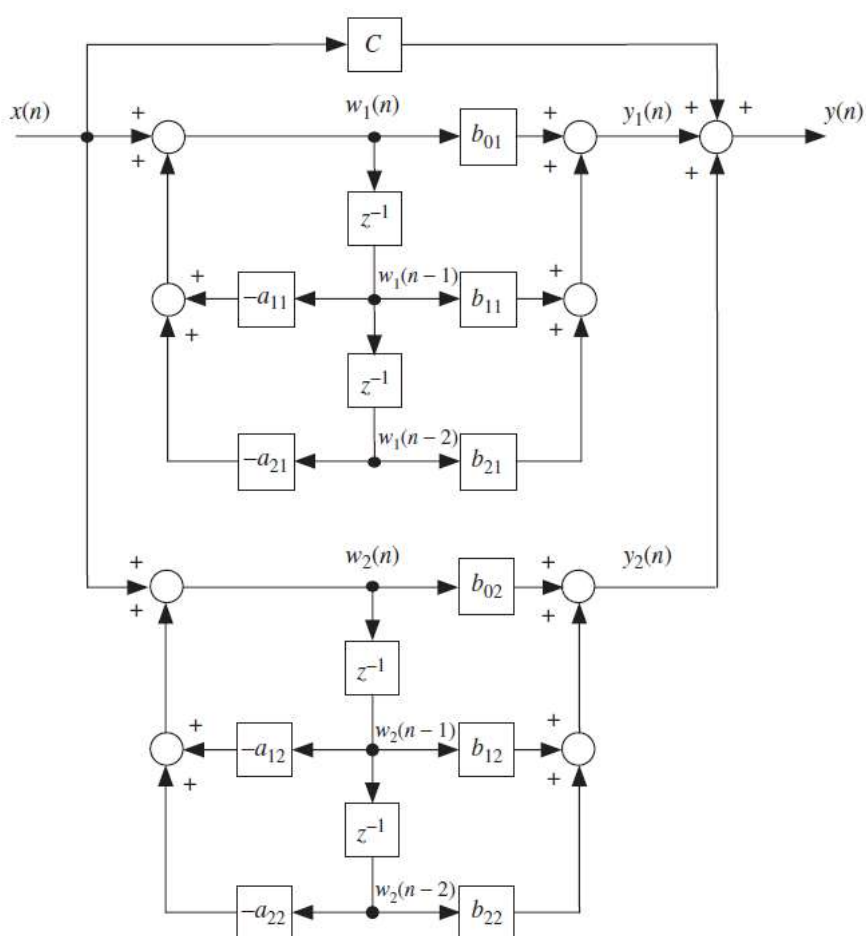 C
x(n) + w₁(n) b₀₁ + y₁(n) + + y(n)
+ + +
z⁻¹
+ −a₁₁ w₁(n − 1) b₁₁ +
+ +
z⁻¹
−a₂₁ w₁(n − 2) b₂₁
+ w₂(n) b₀₂ + y₂(n)
+ +
z⁻¹
+ −a₁₂ w₂(n − 1) b₁₂ +
+ +
z⁻¹
−a₂₂ w₂(n − 2) b₂₂